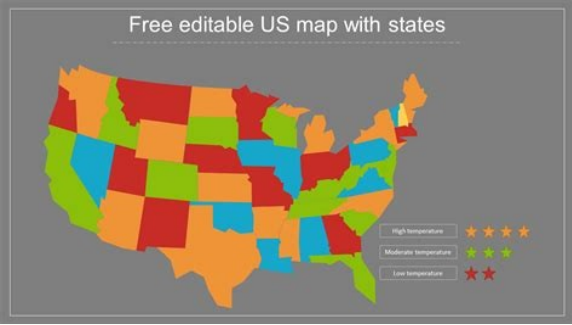 Free editable US map with states
High temperature
Moderate temperature
Low temperature